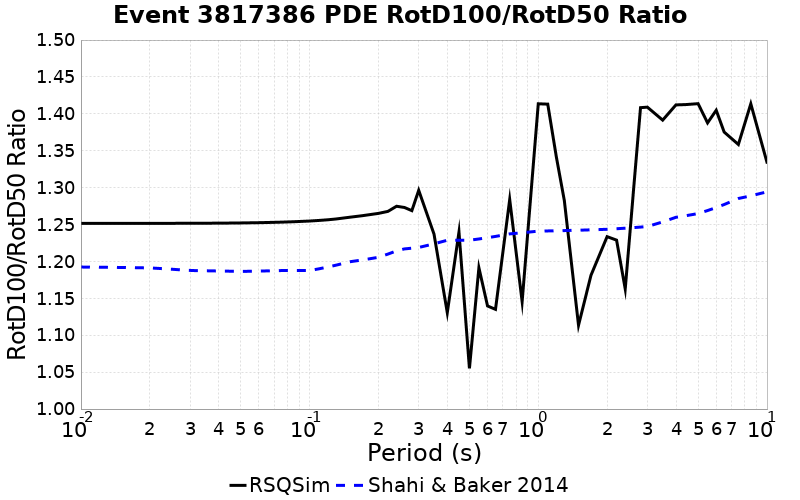 Event 3817386 PDE RotD100/RotD50 Ratio
RotD100/RotD50 Ratio
1.50
1.45
1.40
1.35
1.30
1.25
1.20
1.15
1.10
1.05
1.00
10-2 2 3 4 5 6 10-1 2 3 4 5 6 7 100 2 3 4 5 6 7 101
Period (s)
RSQSim Shahi & Baker 2014